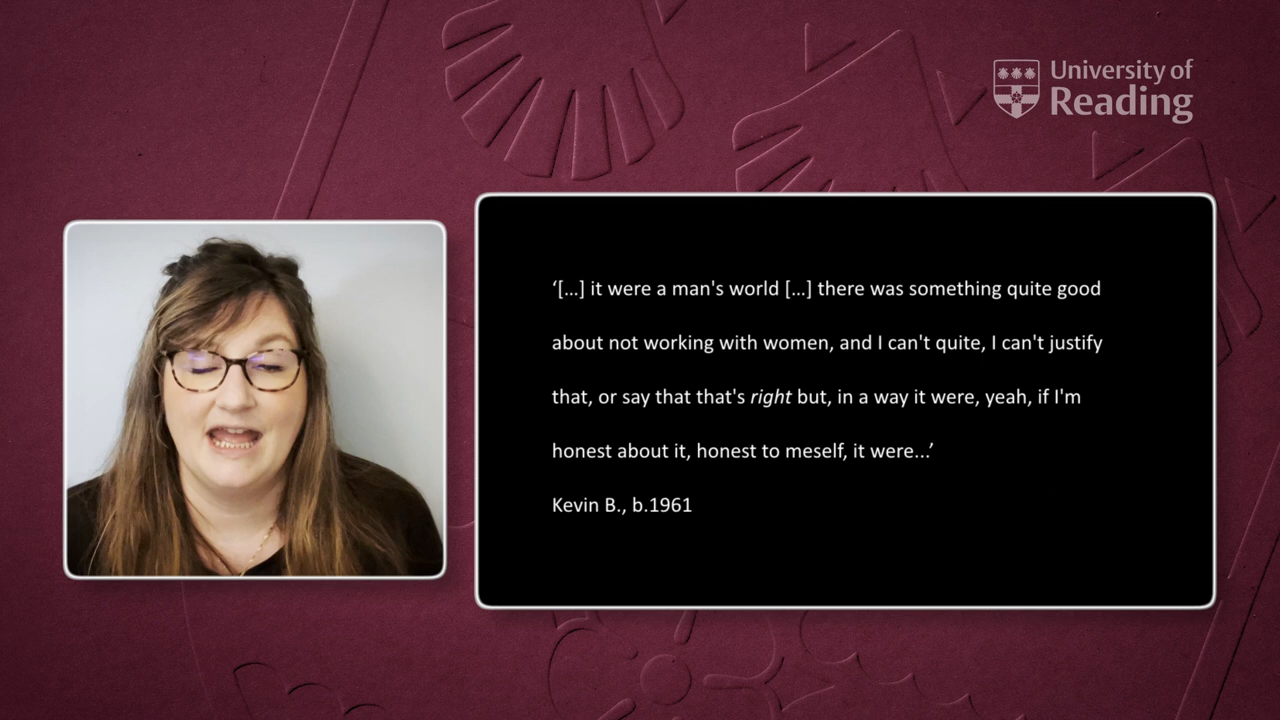 University of
Reading
‘[...] it were a man's world [...] there was something quite good
about not working with women, and I can't quite, I can't justify
that, or say that that's right but, in a way it were, yeah, if I'm
honest about it, honest to meself, it were...’
Kevin B., b.1961